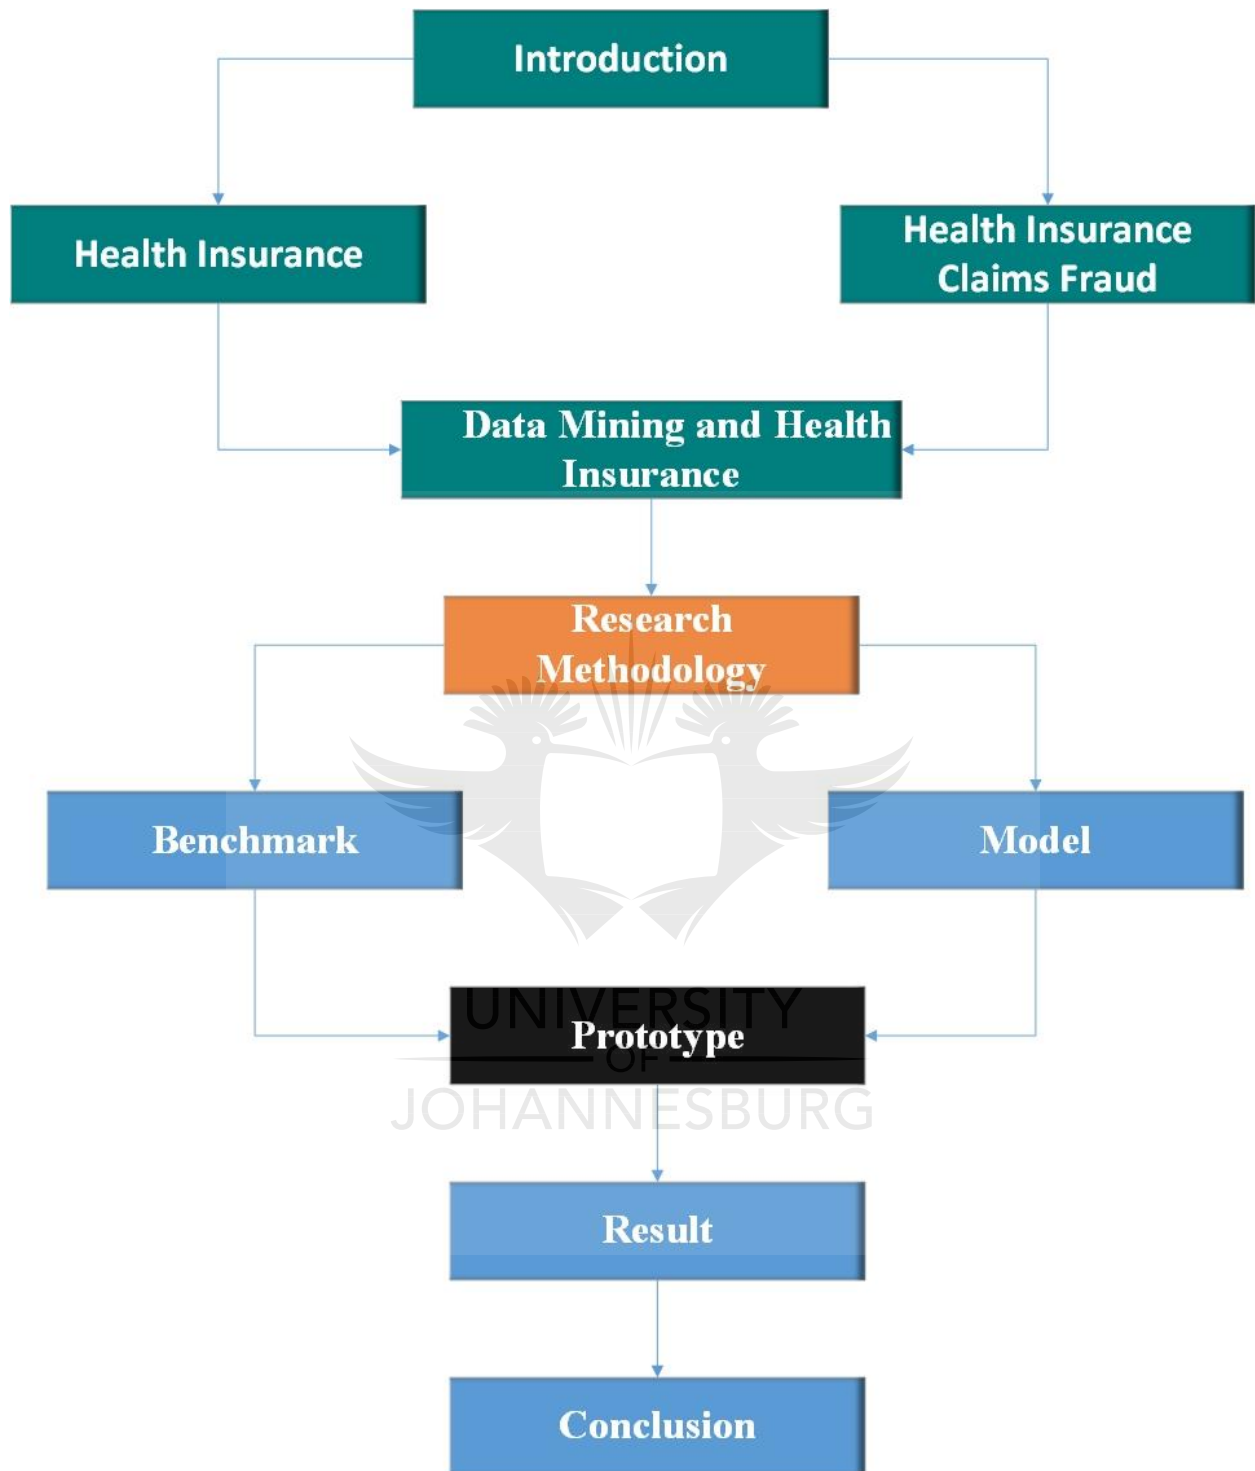 Introduction
Health Insurance
Health Insurance
Claims Fraud
Data Mining and Health
Insurance
Research
Methodology
Benchmark
Model
UNIVERSITY
Prototype
OF
JOHANNESBURG
Result
Conclusion